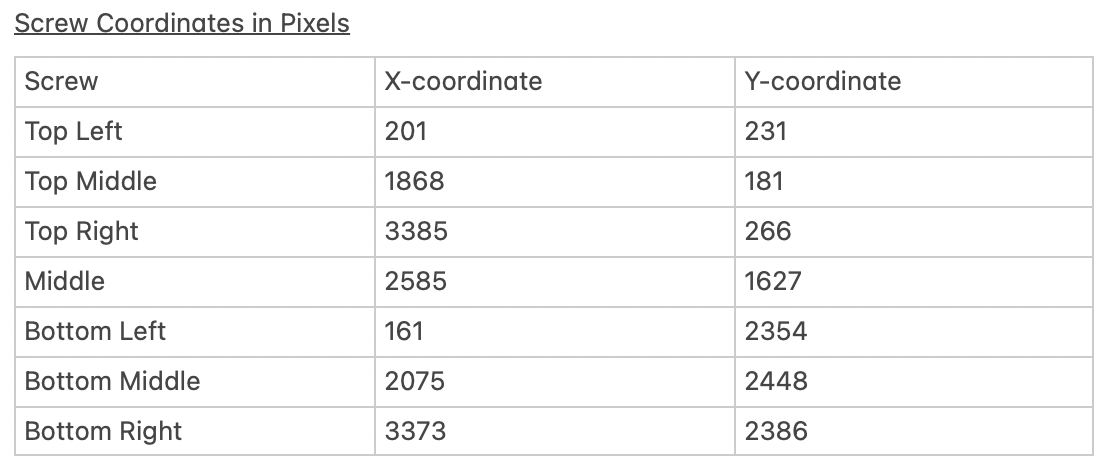 Screw Coordinates in Pixels
Screw X-coordinate Y-coordinate
Top Left 201 231
Top Middle 1868 181
Top Right 3385 266
Middle 2585 1627
Bottom Left 161 2354
Bottom Middle 2075 2448
Bottom Right 3373 2386